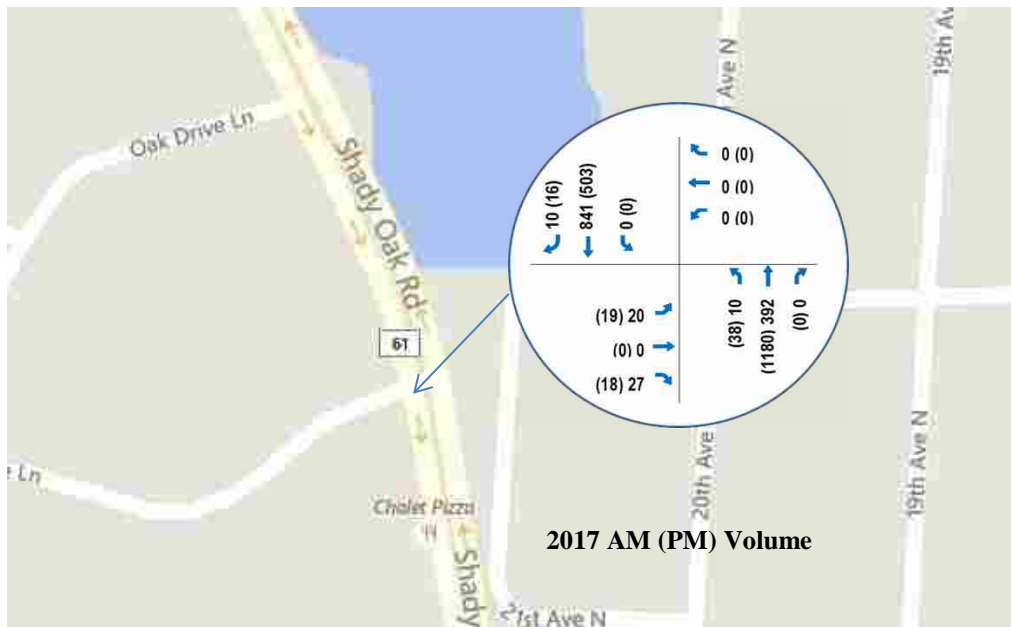 19th Av
Oak Drive Ln
Shady Oak Rd
Ave N
0 (0)
0 (0)
0 (0)
10 (16)
841 (503)
0 (0)
(19) 20
(0) 0
(18) 27
(38) 10
(1180) 392
(0) 0
61
e Ln
Chalet Pizza
Shady
20th Ave
19th Ave N
2017 AM (PM) Volume
21st Ave N